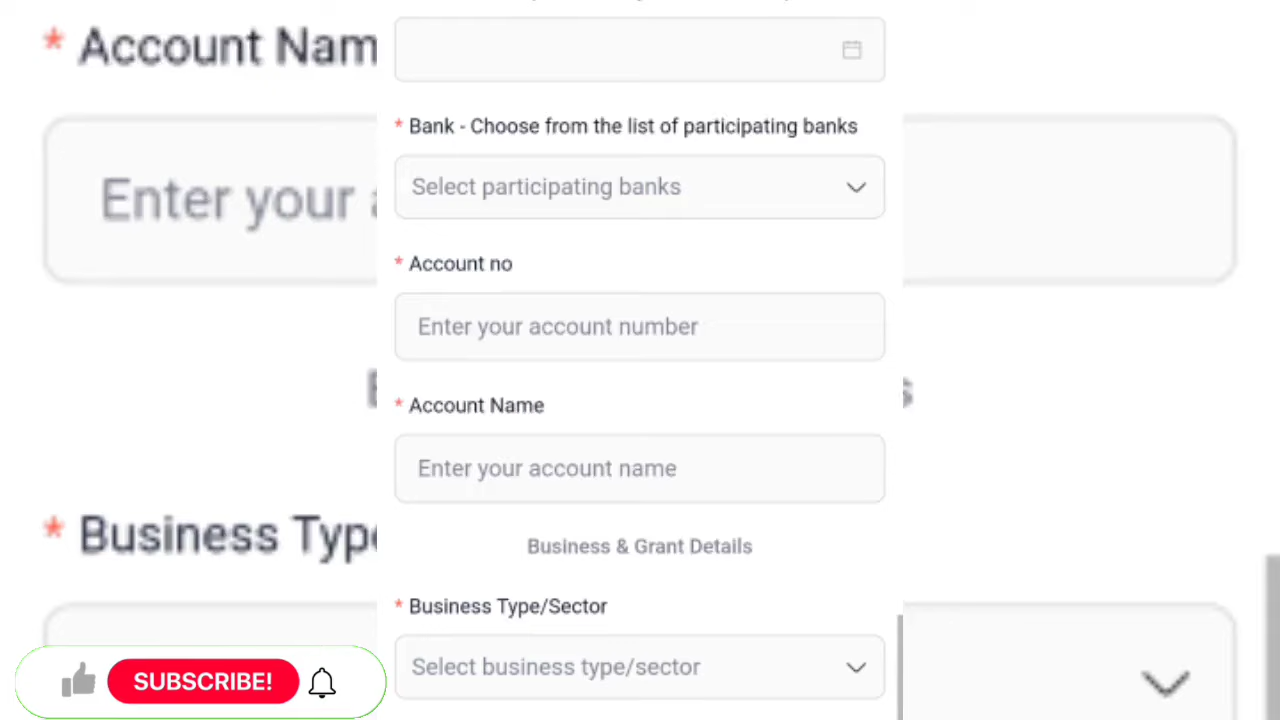 * Account Nam
* Bank - Choose from the list of participating banks
Select participating banks
Enter your
* Account no
Enter your account number
* Account Name
Enter your account name
Business & Grant Details
* Business Typ
* Business Type/Sector
Select business type/sector
SUBSCRIBE!